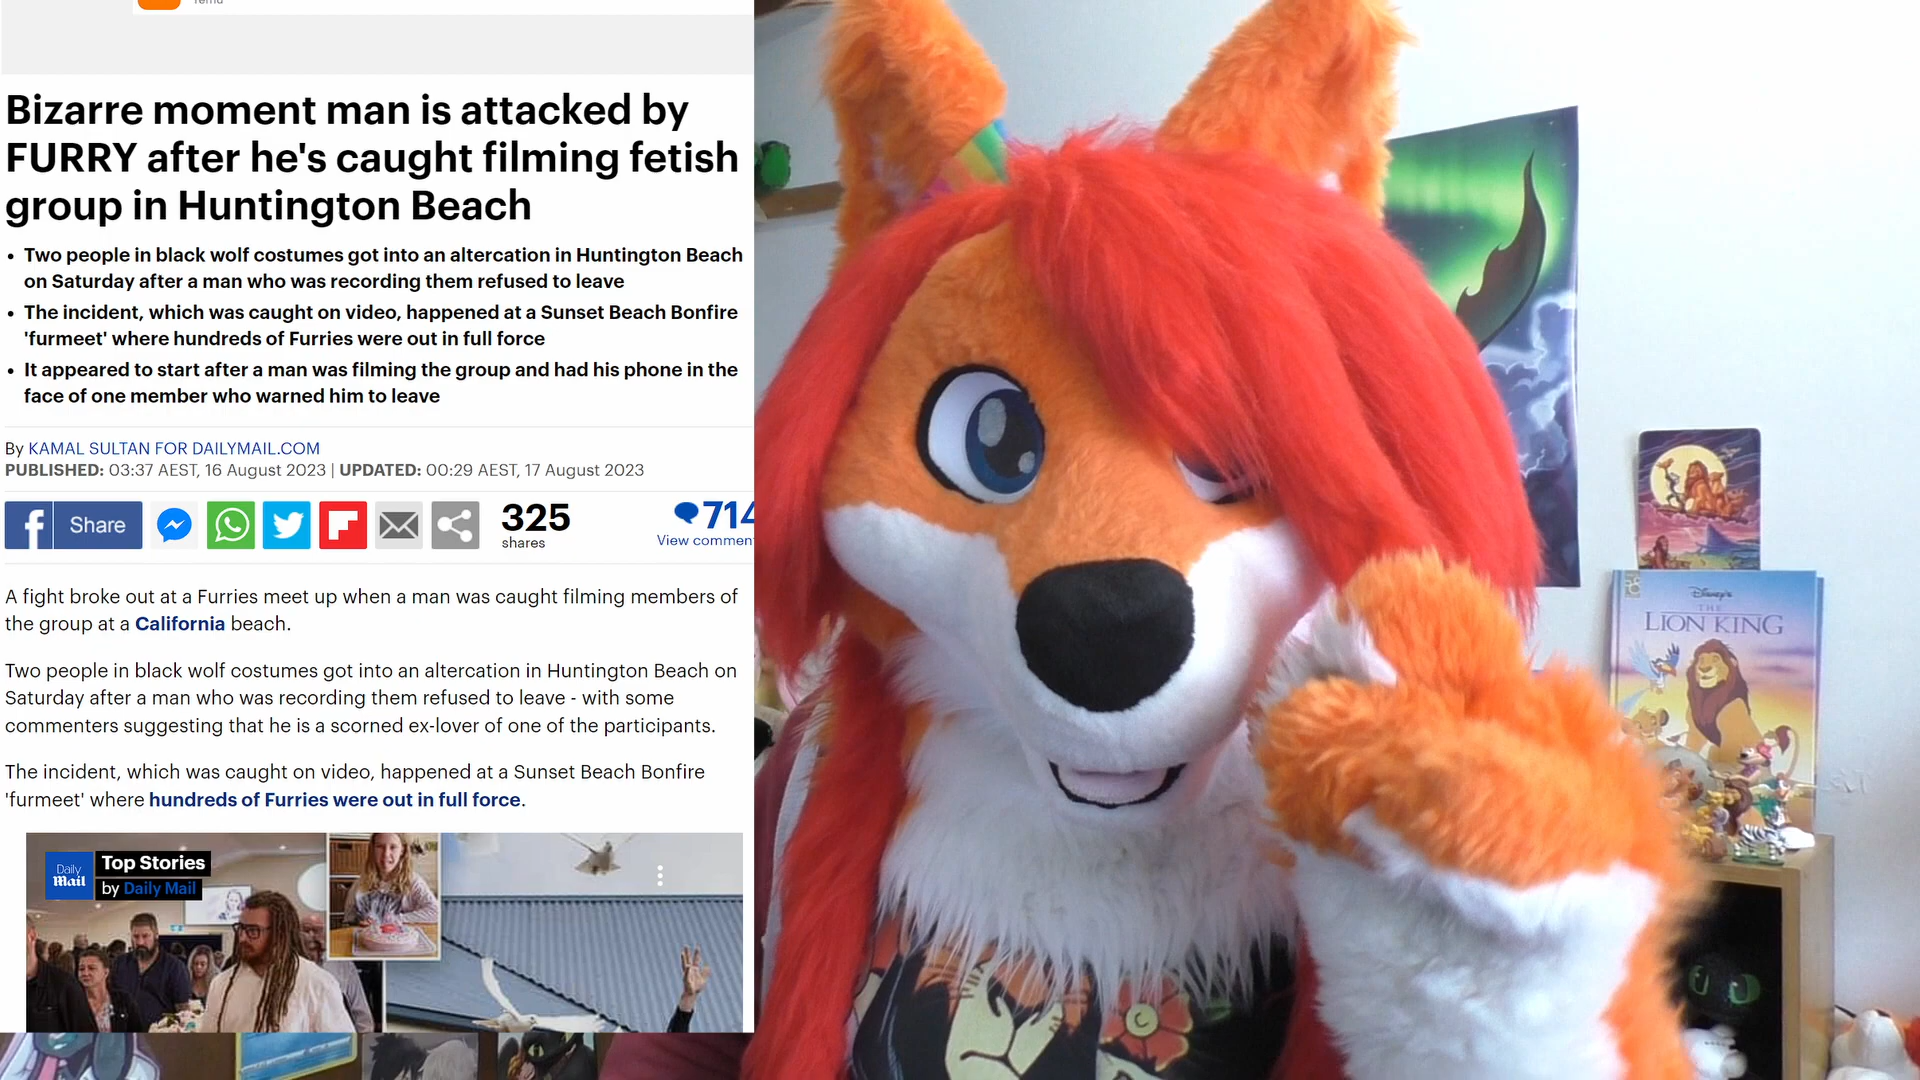 Temu
Bizarre moment man is attacked by
FURRY after he's caught filming fetish
group in Huntington Beach
• Two people in black wolf costumes got into an altercation in Huntington Beach
on Saturday after a man who was recording them refused to leave
• The incident, which was caught on video, happened at a Sunset Beach Bonfire
'furmeet' where hundreds of Furries were out in full force
• It appeared to start after a man was filming the group and had his phone in the
face of one member who warned him to leave
By KAMAL SULTAN FOR DAILYMAIL.COM
PUBLISHED: 03:37 AEST, 16 August 2023 | UPDATED: 00:29 AEST, 17 August 2023
f Share
325
shares
714
View commen
A fight broke out at a Furries meet up when a man was caught filming members of
the group at a California beach.
Two people in black wolf costumes got into an altercation in Huntington Beach on
Saturday after a man who was recording them refused to leave - with some
commenters suggesting that he is a scorned ex-lover of one of the participants.
The incident, which was caught on video, happened at a Sunset Beach Bonfire
'furmeet' where hundreds of Furries were out in full force.
Daily
Mail
Top Stories
by Daily Mail
Disney's
THE
LION KING